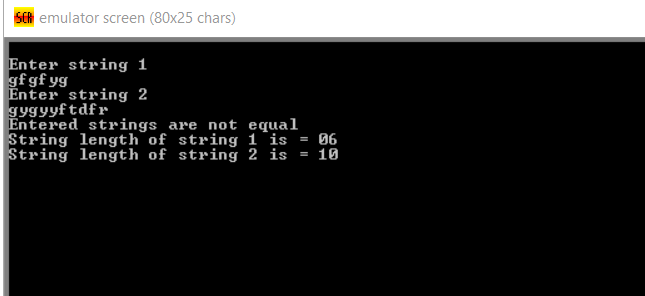 SCR emulator screen (80x25 chars)
Enter string 1
gfgfyg
Enter string 2
gygyyftdfr
Entered strings are not equal
String length of string 1 is = 06
String length of string 2 is = 10